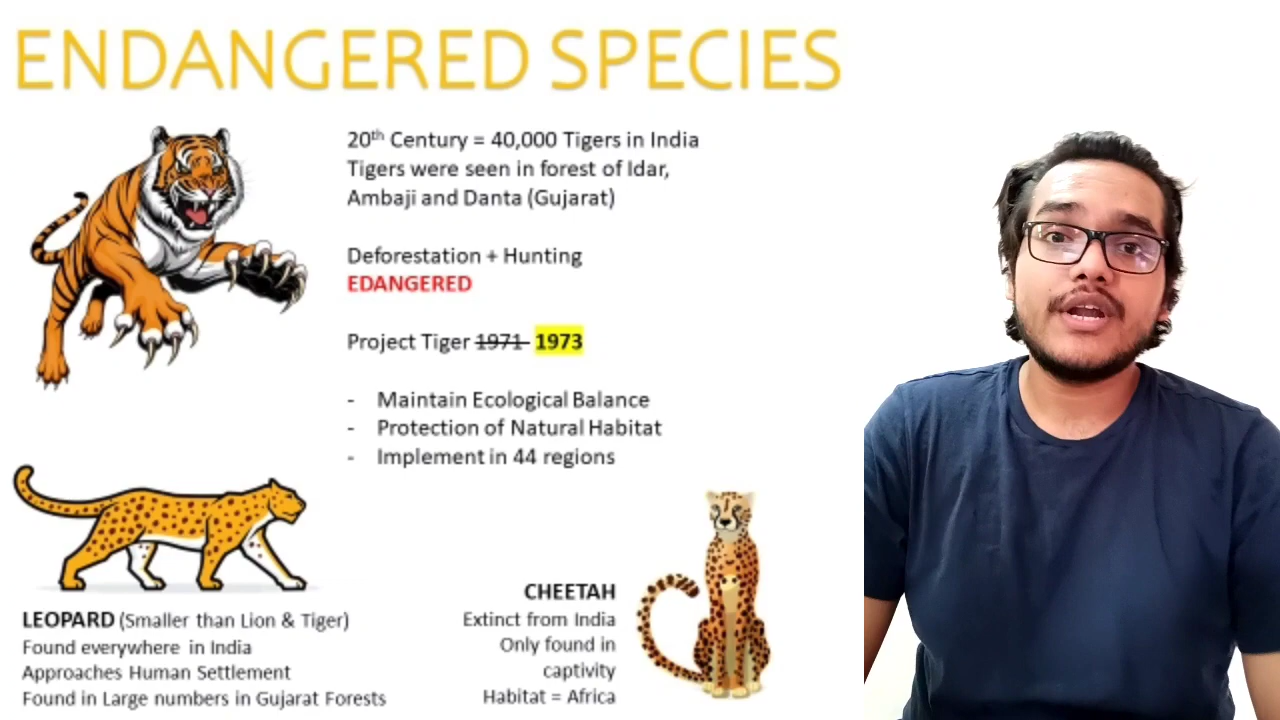 ENDANGERED SPECIES
20th Century = 40,000 Tigers in India
Tigers were seen in forest of Idar,
Ambaji and Danta (Gujarat)
Deforestation + Hunting
EDANGERED
Project Tiger 1971 1973
- Maintain Ecological Balance
- Protection of Natural Habitat
- Implement in 44 regions
LEOPARD (Smaller than Lion & Tiger)
Found everywhere in India
Approaches Human Settlement
Found in Large numbers in Gujarat Forests
CHEETAH
Extinct from India
Only found in
captivity
Habitat = Africa